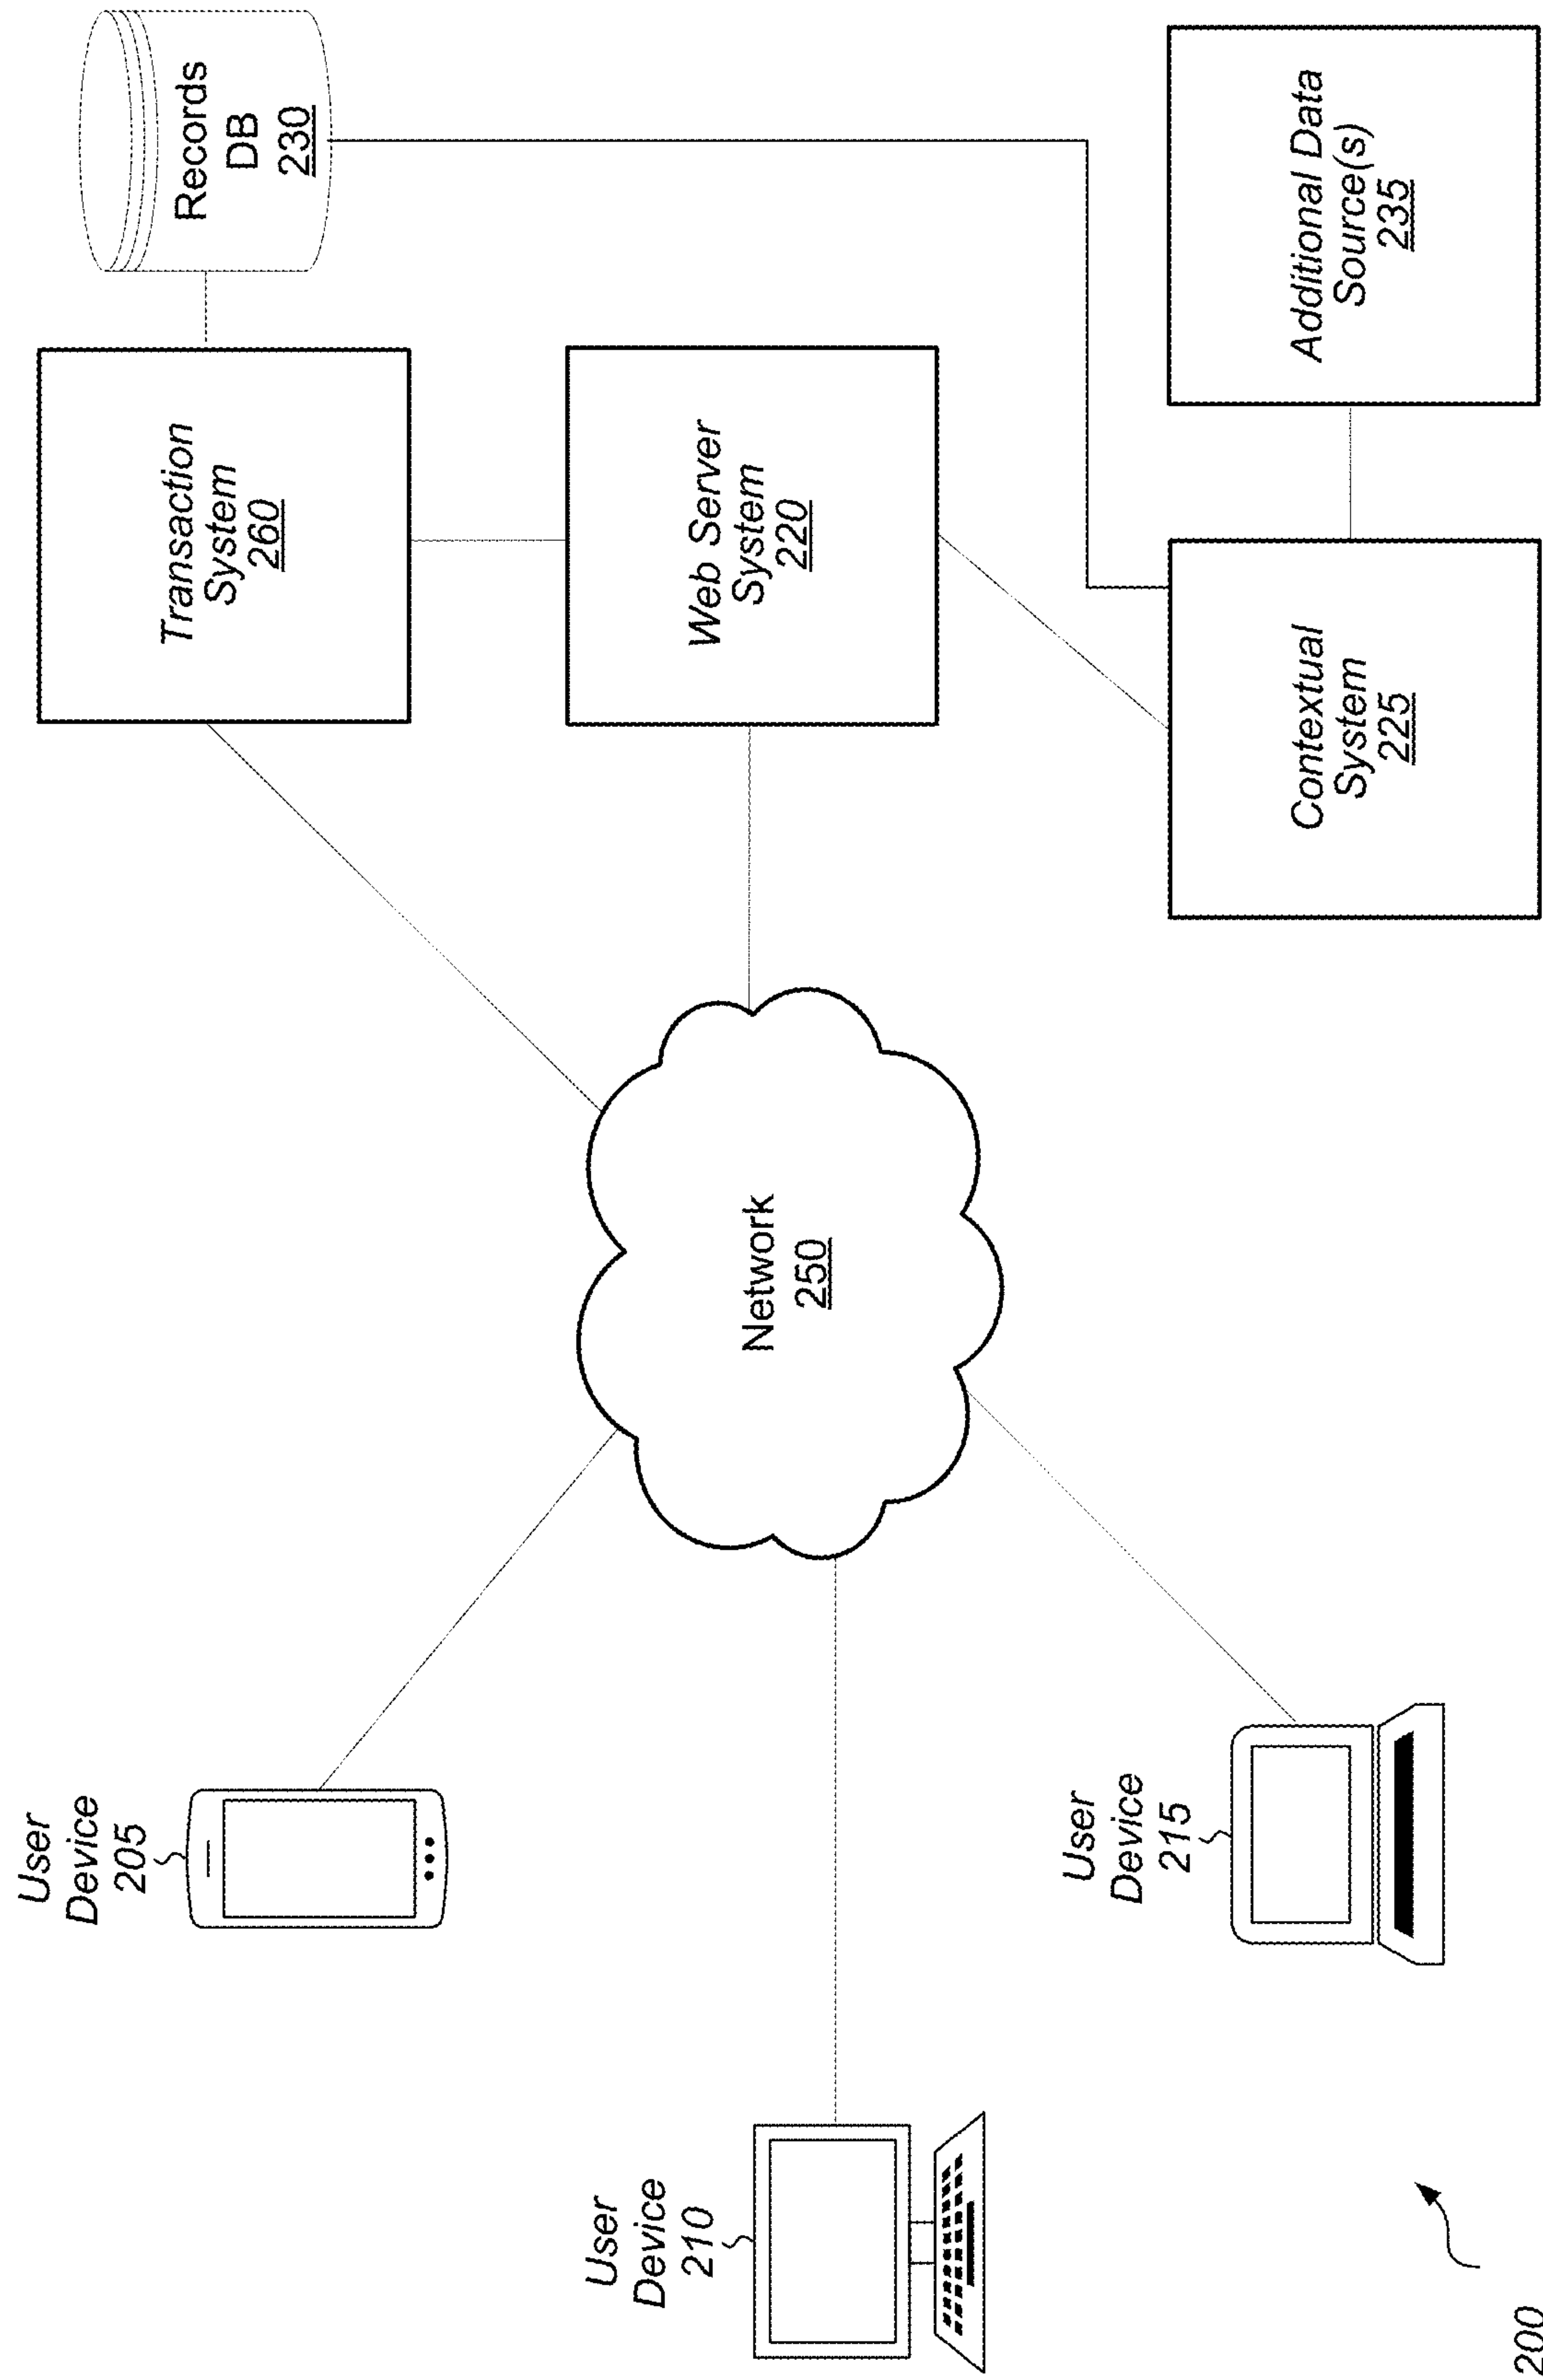 User
Device
205
User
Device
210
User
Device
215
200
Network
250
Transaction
System
260
Records
DB
230
Web Server
System
220
Contextual
System
225
Additional Data
Source(s)
235